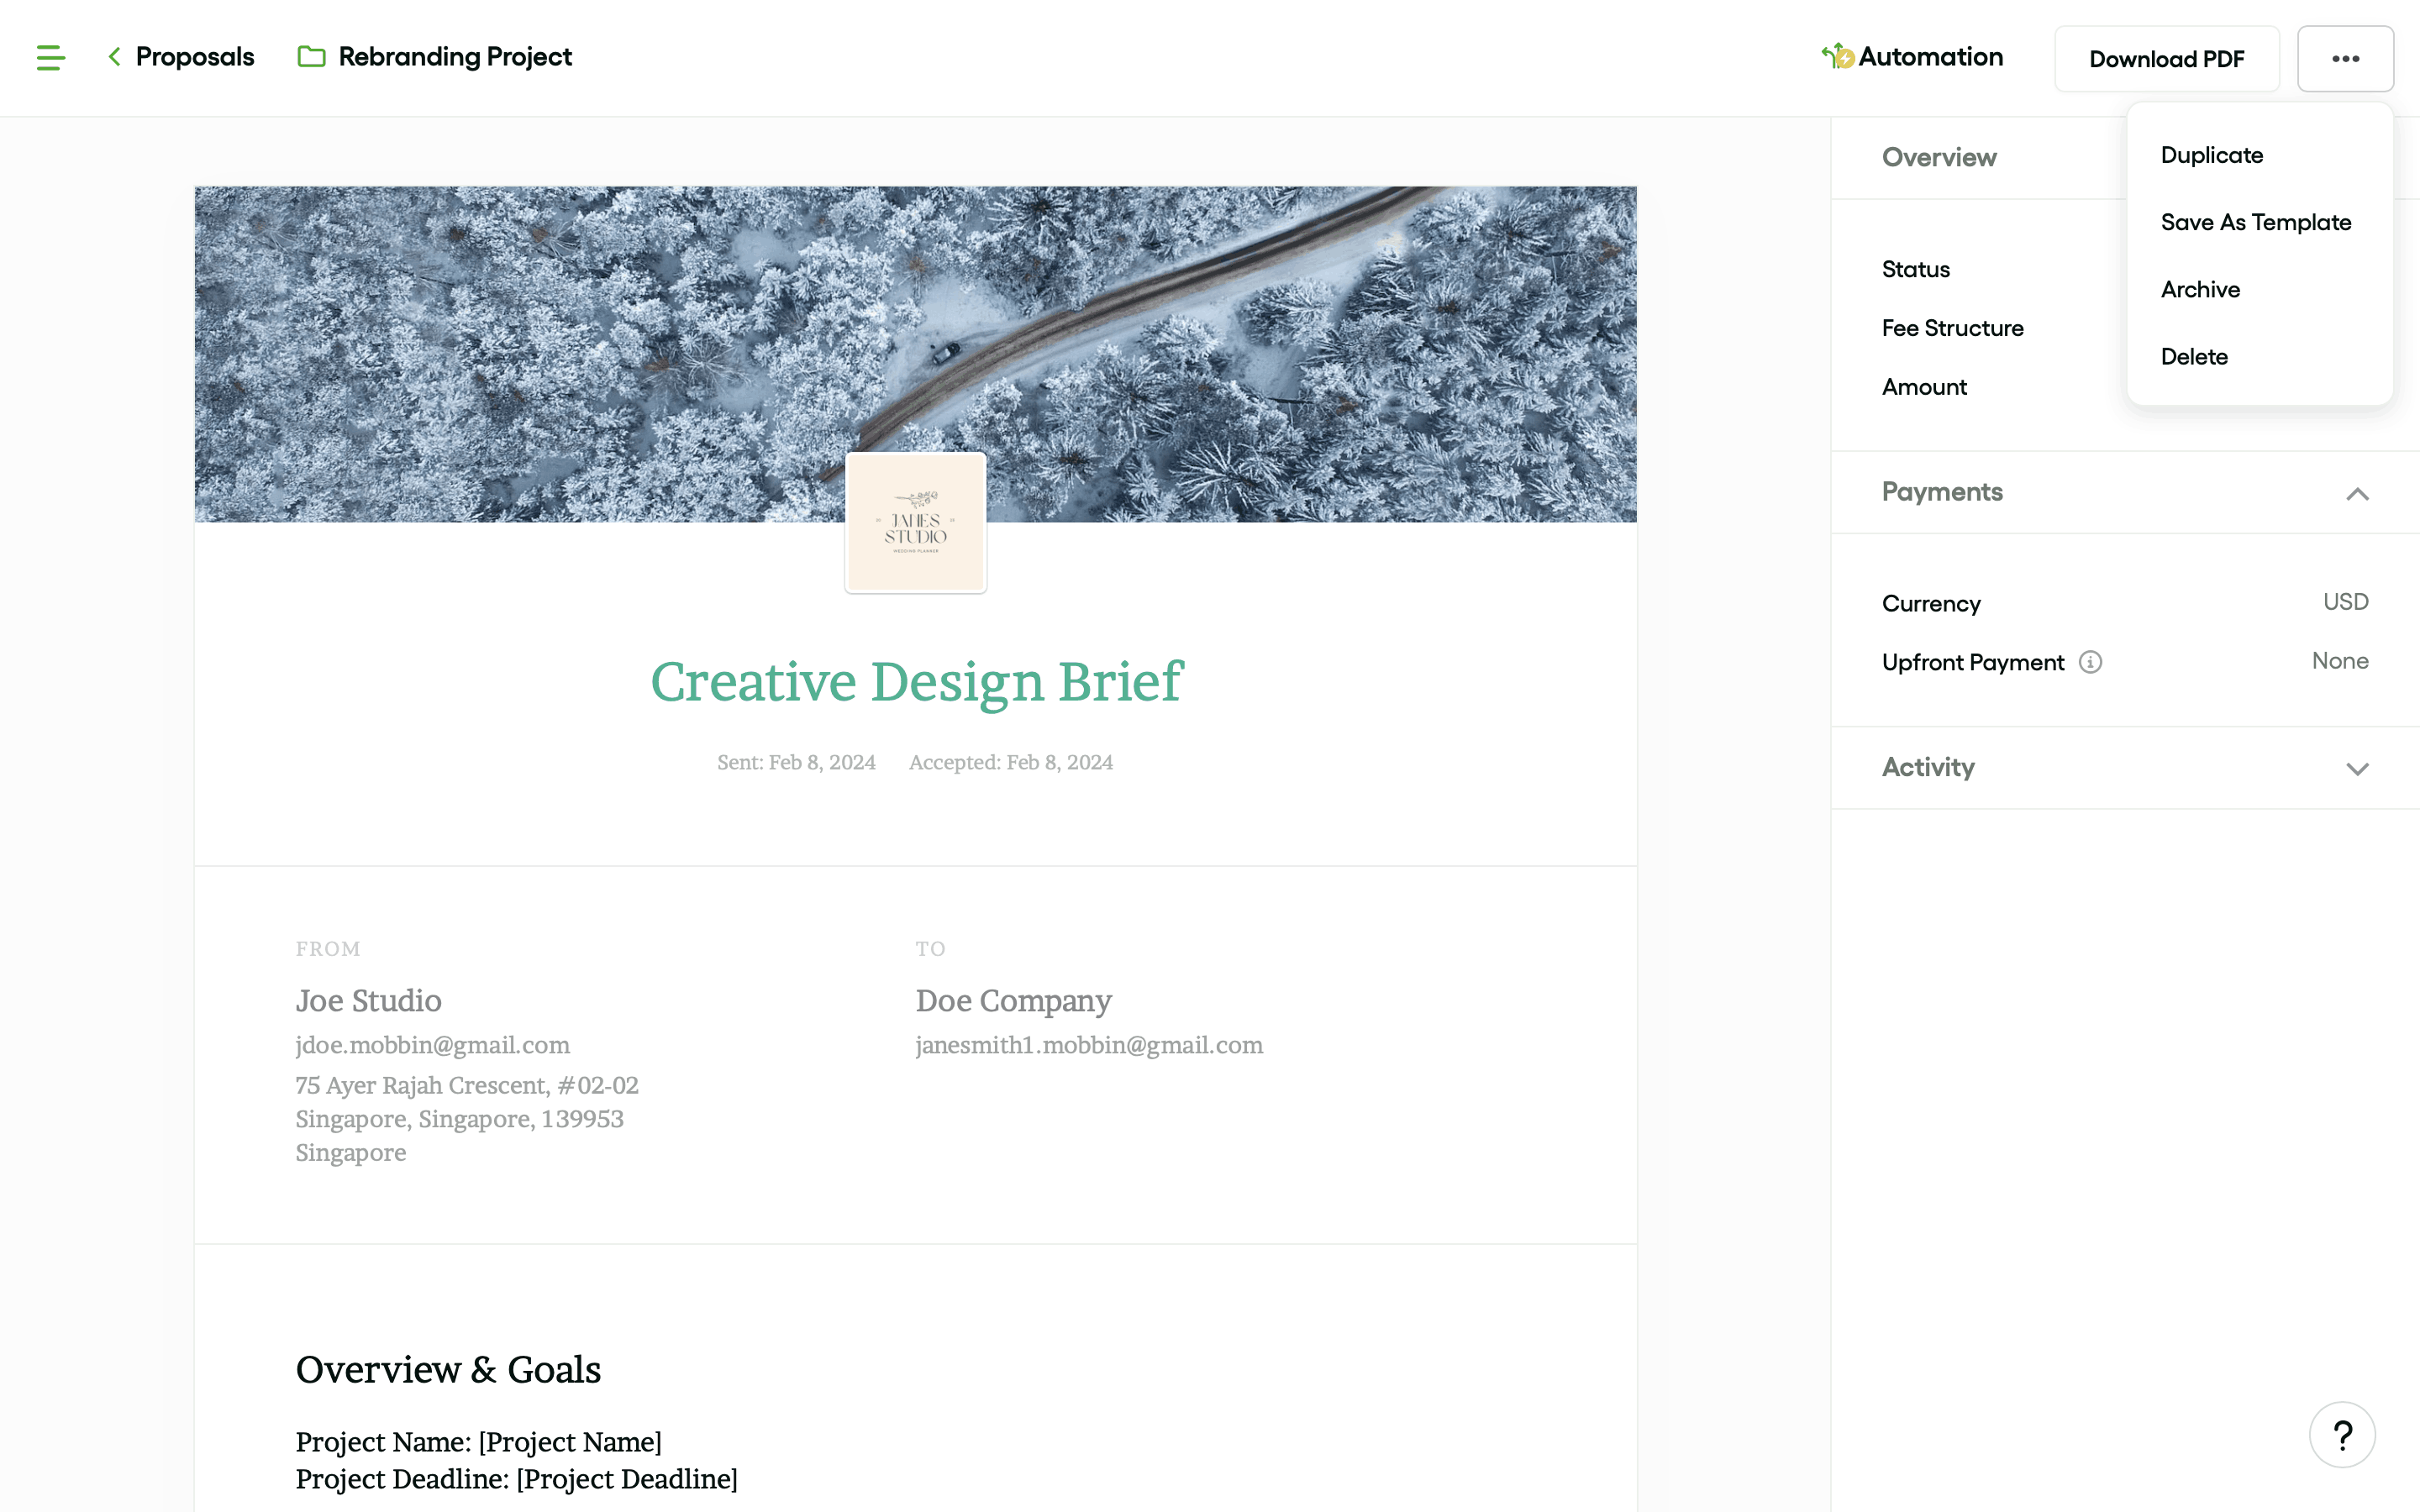 Proposals
Rebranding Project
Automation
Download PDF
Duplicate
Save As Template
Archive
Delete
Overview
Status
Fee Structure
Amount
Payments
Currency
USD
Upfront Payment
None
Activity
JAMES
STUDIO
WEDDING PLANNER
Creative Design Brief
Sent: Feb 8, 2024
Accepted: Feb 8, 2024
FROM
Joe Studio
jdoe.mobbin@gmail.com
75 Ayer Rajah Crescent, #02-02
Singapore, Singapore, 139953
Singapore
TO
Doe Company
janesmith1.mobbin@gmail.com
Overview & Goals
Project Name: [Project Name]
Project Deadline: [Project Deadline]
?